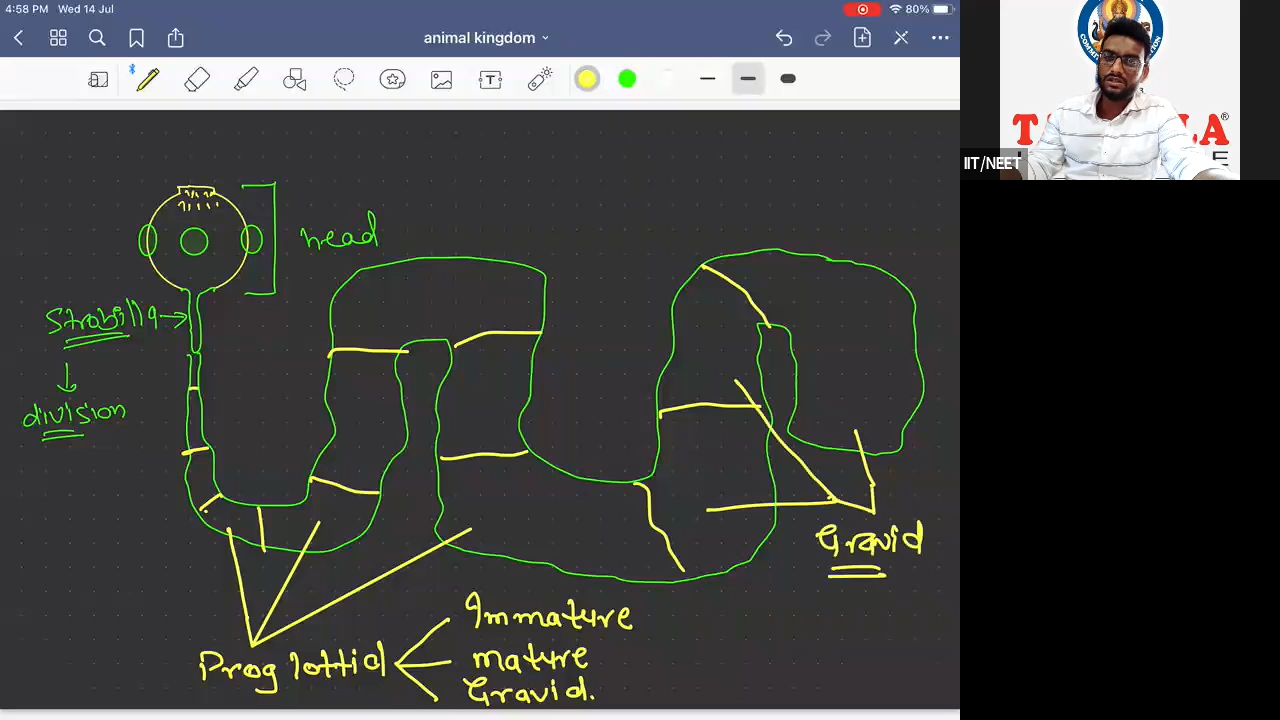 4:58 PM Wed 14 Jul
80%
animal kingdom
IIT/NEET
head
Strobilla
division
Gravid
Proglottid
Immature
mature
Gravid.